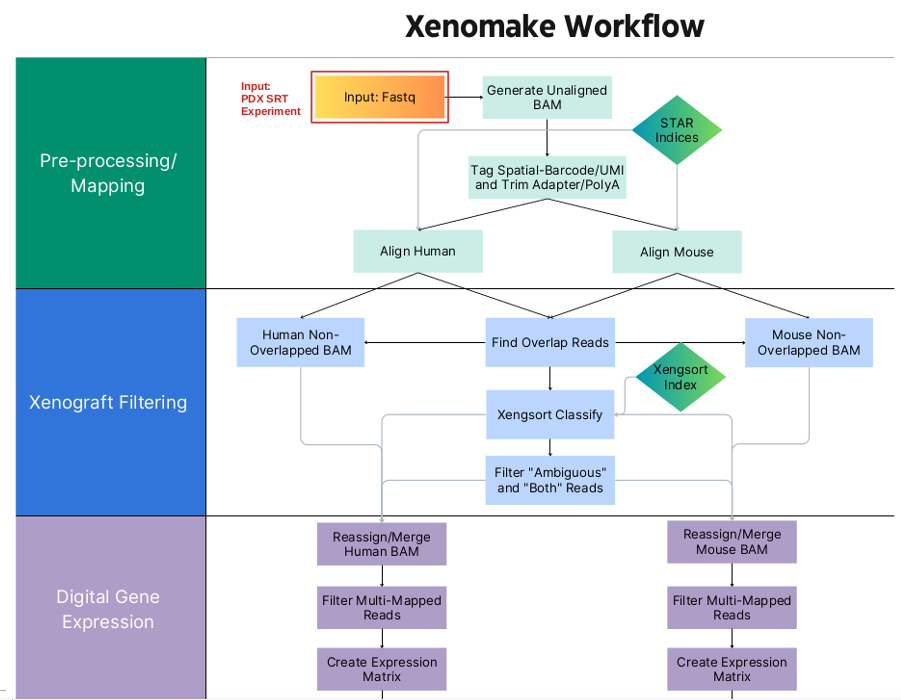 Xenomake Workflow
Input:
PDX SRT
Experiment
Input: Fastq
Generate Unaligned
BAM
STAR
Indices
Pre-processing/
Mapping
Tag Spatial-Barcode/UMI
and Trim Adapter/PolyA
Align Human
Align Mouse
Human Non-
Overlapped BAM
Find Overlap Reads
Mouse Non-
Overlapped BAM
Xengsort
Index
Xenograft Filtering
Xengsort Classify
Filter "Ambiguous"
and "Both" Reads
Reassign/Merge
Human BAM
Reassign/Merge
Mouse BAM
Digital Gene
Expression
Filter Multi-Mapped
Reads
Filter Multi-Mapped
Reads
Create Expression
Matrix
Create Expression
Matrix